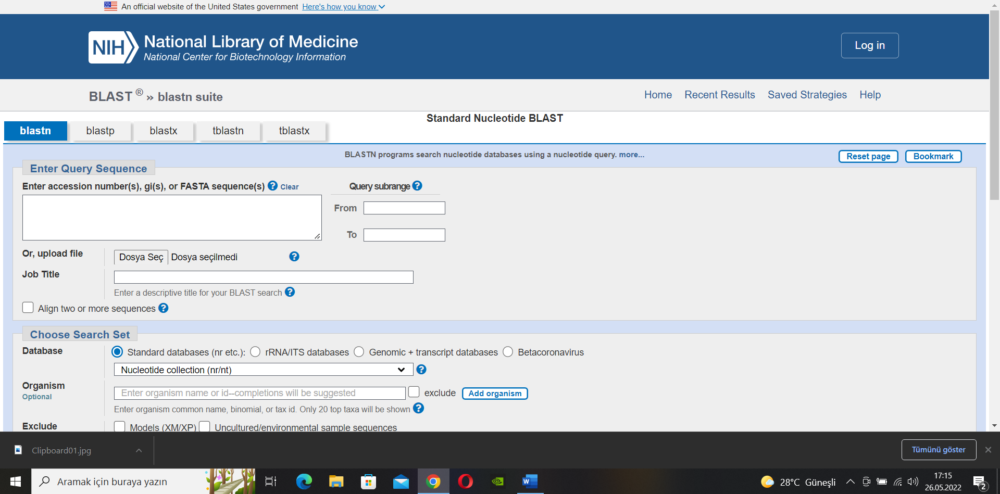 An official website of the United States government Here's how you know
NIH National Library of Medicine
National Center for Biotechnology Information
Log in
BLAST ® » blastn suite
Home Recent Results Saved Strategies Help
Standard Nucleotide BLAST
blastn blastp blastx tblastn tblastx
BLASTN programs search nucleotide databases using a nucleotide query. more...
Reset page Bookmark
Enter Query Sequence
Enter accession number(s), gi(s), or FASTA sequence(s) ? Clear Query subrange ?
From
To
Or, upload file Dosya Seç Dosya seçilmedi ?
Job Title
Enter a descriptive title for your BLAST search ?
Align two or more sequences ?
Choose Search Set
Database Standard databases (nr etc.): rRNA/ITS databases Genomic + transcript databases Betacoronavirus
Nucleotide collection (nr/nt) ?
Organism
Optional
Enter organism name or id--completions will be suggested exclude Add organism
Enter organism common name, binomial, or tax id. Only 20 top taxa will be shown ?
Exclude Models (XM/XP) Uncultured/environmental sample sequences
Clipboard01.jpg Tümünü göster
Aramak için buraya yazın
W
28°C Güneşli
17:15
26.05.2022
2